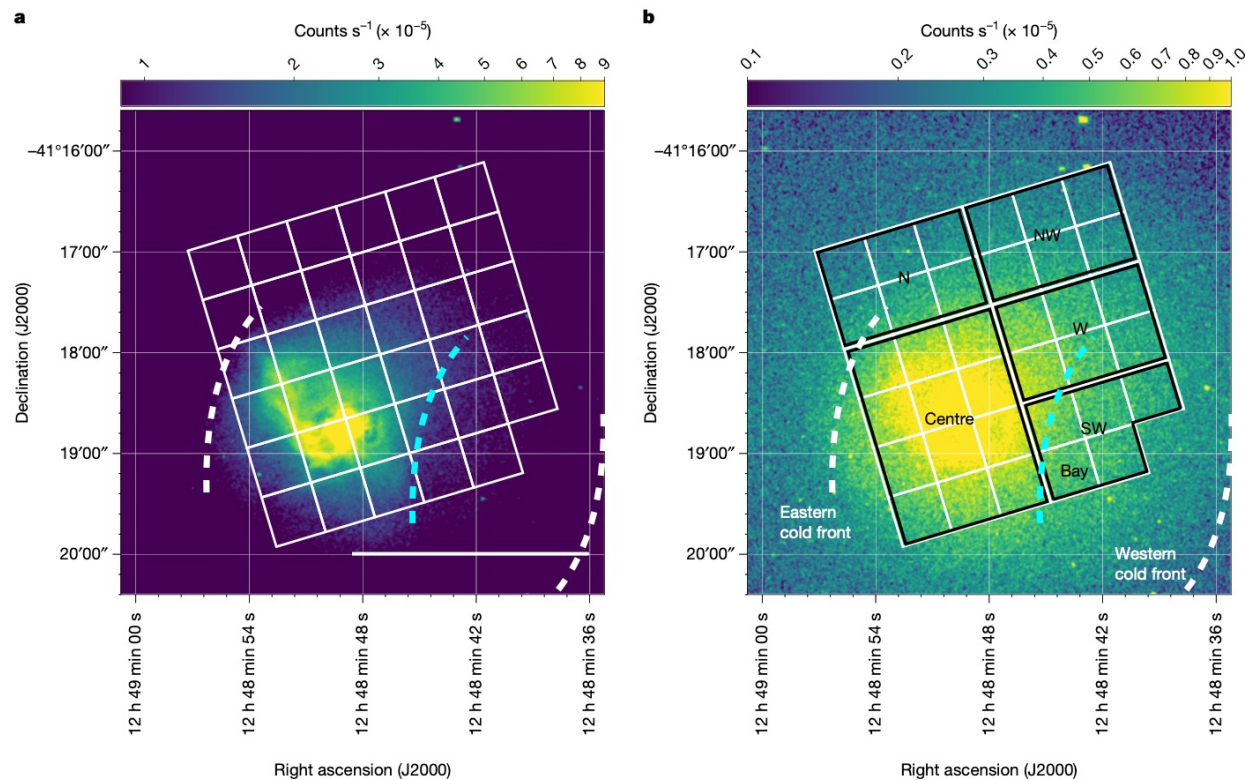 a
Counts s⁻¹ (× 10⁻⁵)
1 2 3 4 5 6 7 8 9
–41°16′00″
17′00″
18′00″
19′00″
20′00″
Declination (J2000)
12 h 49 min 00 s
12 h 48 min 54 s
12 h 48 min 48 s
12 h 48 min 42 s
12 h 48 min 36 s
Right ascension (J2000)
b
Counts s⁻¹ (× 10⁻⁵)
0.1 0.2 0.3 0.4 0.5 0.6 0.7 0.8 0.9 1.0
–41°16′00″
17′00″
18′00″
19′00″
20′00″
Declination (J2000)
NW
N
W
Centre
SW
Bay
Eastern
cold front
Western
cold front
12 h 49 min 00 s
12 h 48 min 54 s
12 h 48 min 48 s
12 h 48 min 42 s
12 h 48 min 36 s
Right ascension (J2000)